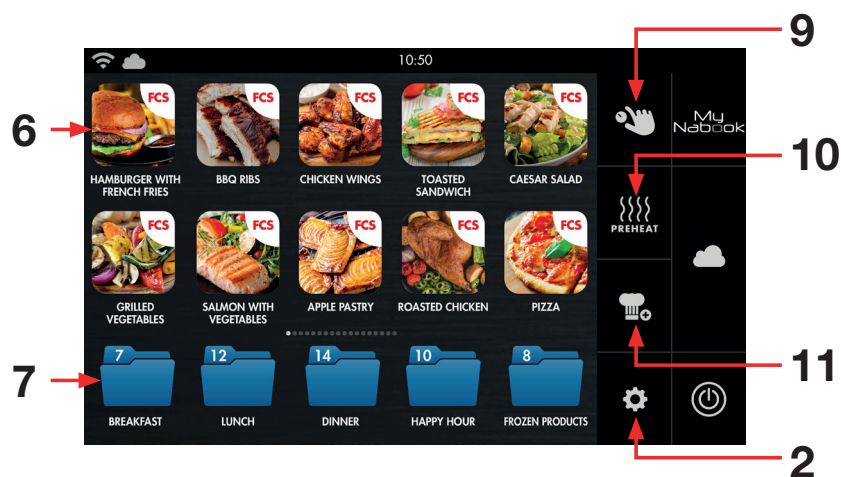 9
10:50
6
FCS
FCS
FCS
FCS
FCS
My
Nabook
HAMBURGER WITH
FRENCH FRIES
BBQ RIBS
CHICKEN WINGS
TOASTED
SANDWICH
CAESAR SALAD
10
PREHEAT
FCS
FCS
FCS
FCS
FCS
GRILLED
VEGETABLES
SALMON WITH
VEGETABLES
APPLE PASTRY
ROASTED CHICKEN
PIZZA
11
7
7
12
14
10
8
BREAKFAST
LUNCH
DINNER
HAPPY HOUR
FROZEN PRODUCTS
2